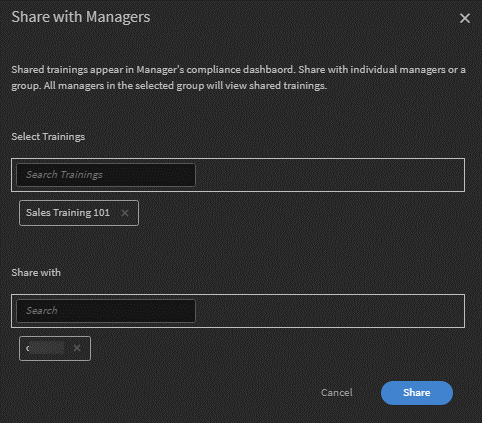 Share with Managers
Shared trainings appear in Manager's compliance dashbaord. Share with individual managers or a
group. All managers in the selected group will view shared trainings.
Select Trainings
Search Trainings
Sales Training 101
Share with
Search
Cancel
Share